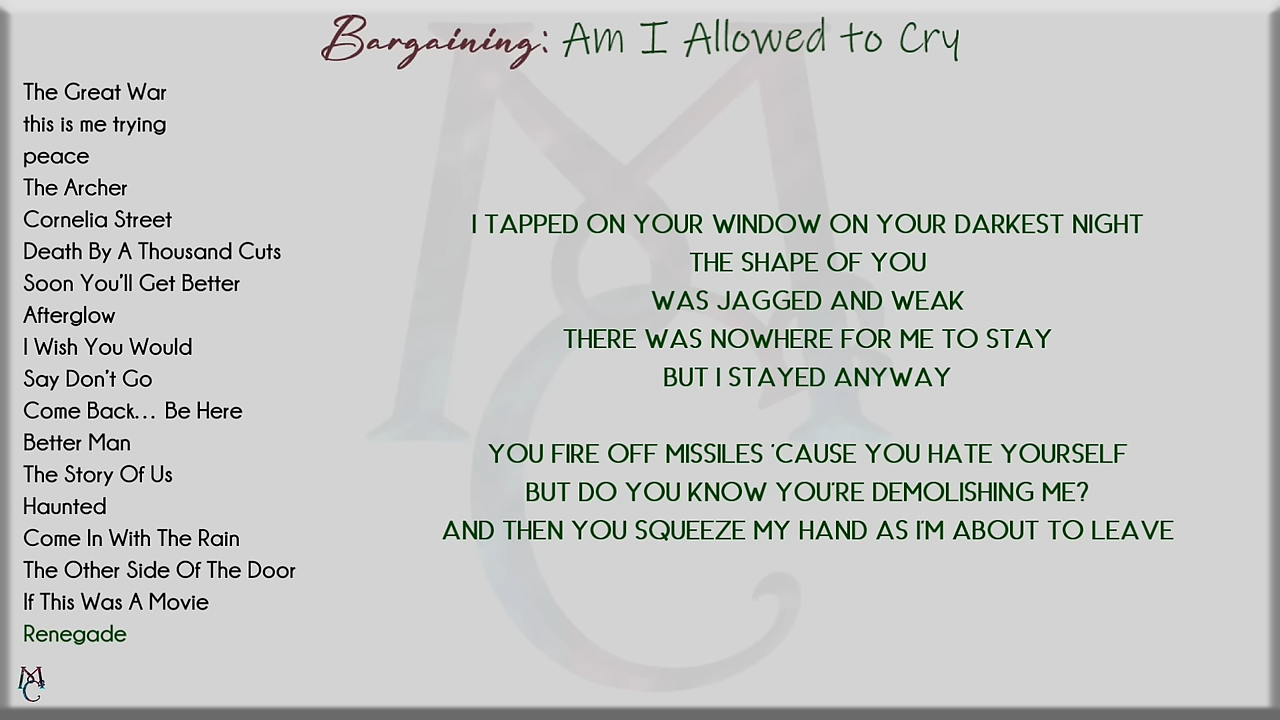 Bargaining: Am I Allowed to Cry
The Great War
this is me trying
peace
The Archer
Cornelia Street
Death By A Thousand Cuts
Soon You'll Get Better
Afterglow
I Wish You Would
Say Don't Go
Come Back... Be Here
Better Man
The Story Of Us
Haunted
Come In With The Rain
The Other Side Of The Door
If This Was A Movie
Renegade
I TAPPED ON YOUR WINDOW ON YOUR DARKEST NIGHT
THE SHAPE OF YOU
WAS JAGGED AND WEAK
THERE WAS NOWHERE FOR ME TO STAY
BUT I STAYED ANYWAY
YOU FIRE OFF MISSILES 'CAUSE YOU HATE YOURSELF
BUT DO YOU KNOW YOU'RE DEMOLISHING ME?
AND THEN YOU SQUEEZE MY HAND AS I'M ABOUT TO LEAVE